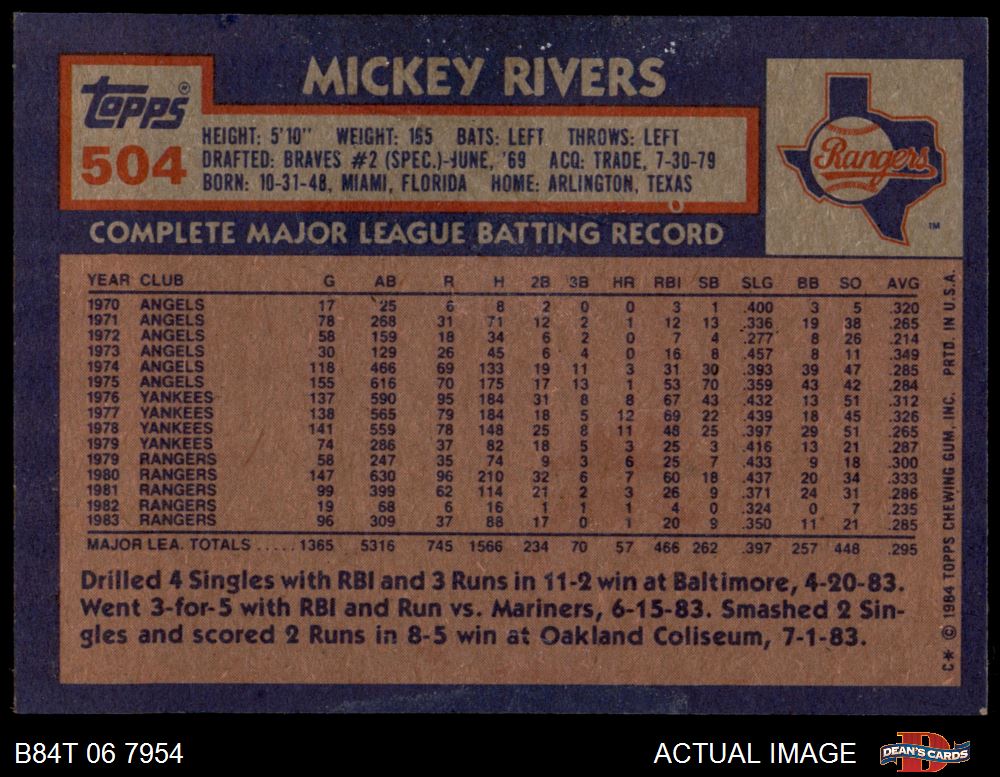 MICKEY RIVERS
Topps®
504
HEIGHT: 5'10" WEIGHT: 165 BATS: LEFT THROWS: LEFT
DRAFTED: BRAVES #2 (SPEC.)-JUNE, '69 ACQ: TRADE, 7-30-79
BORN: 10-31-48, MIAMI, FLORIDA HOME: ARLINGTON, TEXAS
Rangers
TM
COMPLETE MAJOR LEAGUE BATTING RECORD
YEAR CLUB G AB R H 2B 3B HR RBI SB SLG BB SO AVG
1970 ANGELS 17 25 6 8 2 0 0 3 1 .400 3 5 .320
1971 ANGELS 78 268 31 71 12 2 1 12 13 .336 19 38 .265
1972 ANGELS 58 159 18 34 6 2 0 7 4 .277 8 26 .214
1973 ANGELS 30 129 26 45 6 4 0 16 8 .457 8 11 .349
1974 ANGELS 118 466 69 133 19 11 3 31 30 .393 39 47 .285
1975 ANGELS 155 616 70 175 17 13 1 53 70 .359 43 42 .284
1976 YANKEES 137 590 95 184 31 8 8 67 43 .432 13 51 .312
1977 YANKEES 138 565 79 184 18 5 12 69 22 .439 18 45 .326
1978 YANKEES 141 559 78 148 25 8 11 48 25 .397 29 51 .265
1979 YANKEES 74 286 37 82 18 5 3 25 3 .416 13 21 .287
1979 RANGERS 58 247 35 74 9 3 6 25 7 .433 9 18 .300
1980 RANGERS 147 630 96 210 32 6 7 60 18 .437 20 34 .333
1981 RANGERS 99 399 62 114 21 2 3 26 9 .371 24 31 .286
1982 RANGERS 19 68 6 16 1 1 1 4 0 .324 0 7 .235
1983 RANGERS 96 309 37 88 17 0 1 20 9 .350 11 21 .285
MAJOR LEA. TOTALS ..... 1365 5316 745 1566 234 70 57 466 262 .397 257 448 .295
Drilled 4 Singles with RBI and 3 Runs in 11-2 win at Baltimore, 4-20-83.
Went 3-for-5 with RBI and Run vs. Mariners, 6-15-83. Smashed 2 Sin-
gles and scored 2 Runs in 8-5 win at Oakland Coliseum, 7-1-83.
C* © 1984 TOPPS CHEWING GUM, INC. PRTD. IN U.S.A.
B84T 06 7954
ACTUAL IMAGE
DEAN'S CARDS